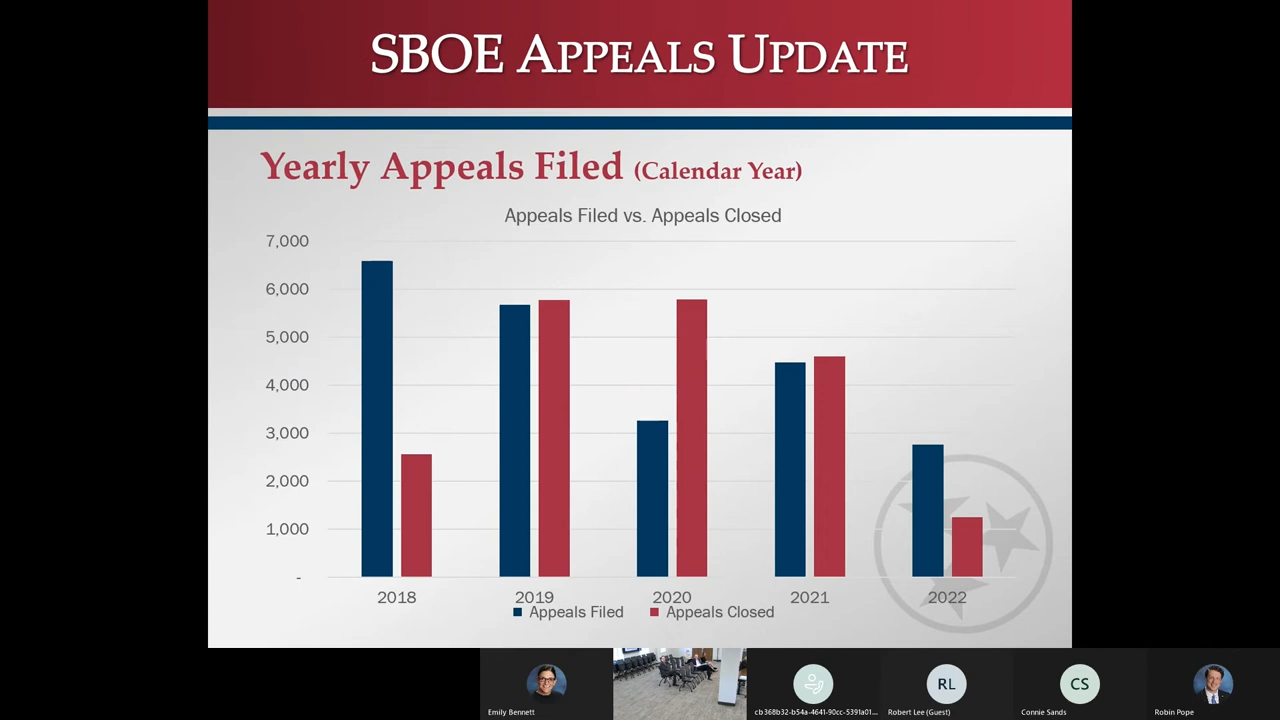 SBOE APPEALS UPDATE
Yearly Appeals Filed (Calendar Year)
Appeals Filed vs. Appeals Closed
7,000
6,000
5,000
4,000
3,000
2,000
1,000
-
2018 2019 2020 2021 2022
Appeals Filed Appeals Closed
RL CS
Emily Bennett cb368b32-b54a-4641-90cc-5391a01... Robert Lee (Guest) Connie Sands Robin Pope